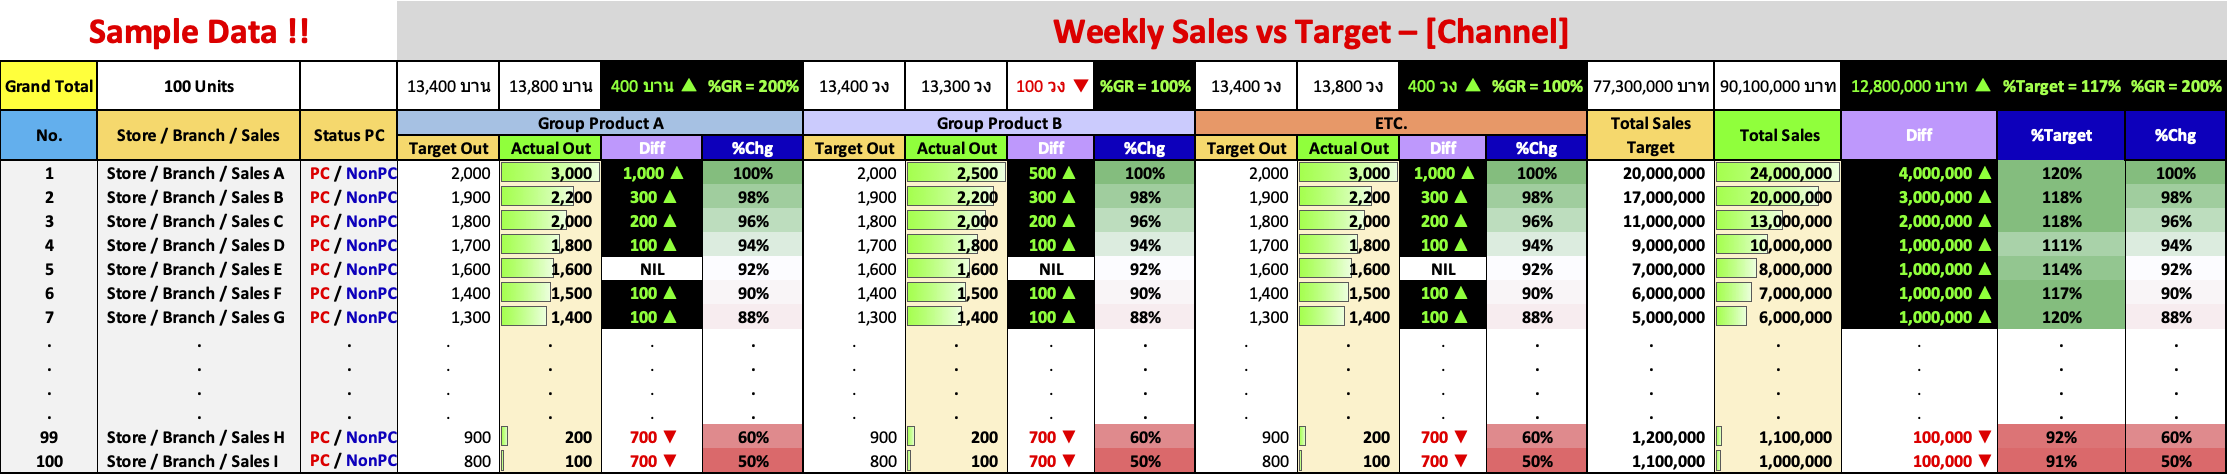 Sample Data !! Weekly Sales vs Target – [Channel]
Grand Total 100 Units 13,400 บาน 13,800 บาน 400 บาน ▲ %GR = 200% 13,400 วง 13,300 วง 100 วง ▼ %GR = 100% 13,400 วง 13,800 วง 400 วง ▲ %GR = 100% 77,300,000 บาท 90,100,000 บาท 12,800,000 บาท ▲ %Target = 117% %GR = 200%
No. Store / Branch / Sales Status PC Group Product A Group Product B ETC. Total Sales Target Total Sales Diff %Target %Chg
Target Out Actual Out Diff %Chg Target Out Actual Out Diff %Chg Target Out Actual Out Diff %Chg
1 Store / Branch / Sales A PC / NonPC 2,000 3,000 1,000 ▲ 100% 2,000 2,500 500 ▲ 100% 2,000 3,000 1,000 ▲ 100% 20,000,000 24,000,000 4,000,000 ▲ 120% 100%
2 Store / Branch / Sales B PC / NonPC 1,900 2,200 300 ▲ 98% 1,900 2,200 300 ▲ 98% 1,900 2,200 300 ▲ 98% 17,000,000 20,000,000 3,000,000 ▲ 118% 98%
3 Store / Branch / Sales C PC / NonPC 1,800 2,000 200 ▲ 96% 1,800 2,000 200 ▲ 96% 1,800 2,000 200 ▲ 96% 11,000,000 13,000,000 2,000,000 ▲ 118% 96%
4 Store / Branch / Sales D PC / NonPC 1,700 1,800 100 ▲ 94% 1,700 1,800 100 ▲ 94% 1,700 1,800 100 ▲ 94% 9,000,000 10,000,000 1,000,000 ▲ 111% 94%
5 Store / Branch / Sales E PC / NonPC 1,600 1,600 NIL 92% 1,600 1,600 NIL 92% 1,600 1,600 NIL 92% 7,000,000 8,000,000 1,000,000 ▲ 114% 92%
6 Store / Branch / Sales F PC / NonPC 1,400 1,500 100 ▲ 90% 1,400 1,500 100 ▲ 90% 1,400 1,500 100 ▲ 90% 6,000,000 7,000,000 1,000,000 ▲ 117% 90%
7 Store / Branch / Sales G PC / NonPC 1,300 1,400 100 ▲ 88% 1,300 1,400 100 ▲ 88% 1,300 1,400 100 ▲ 88% 5,000,000 6,000,000 1,000,000 ▲ 120% 88%
. . . . . . . . . . . . . . . . . . . .
. . . . . . . . . . . . . . . . . . . .
. . . . . . . . . . . . . . . . . . . .
. . . . . . . . . . . . . . . . . . . .
99 Store / Branch / Sales H PC / NonPC 900 200 700 ▼ 60% 900 200 700 ▼ 60% 900 200 700 ▼ 60% 1,200,000 1,100,000 100,000 ▼ 92% 60%
100 Store / Branch / Sales I PC / NonPC 800 100 700 ▼ 50% 800 100 700 ▼ 50% 800 100 700 ▼ 50% 1,100,000 1,000,000 100,000 ▼ 91% 50%